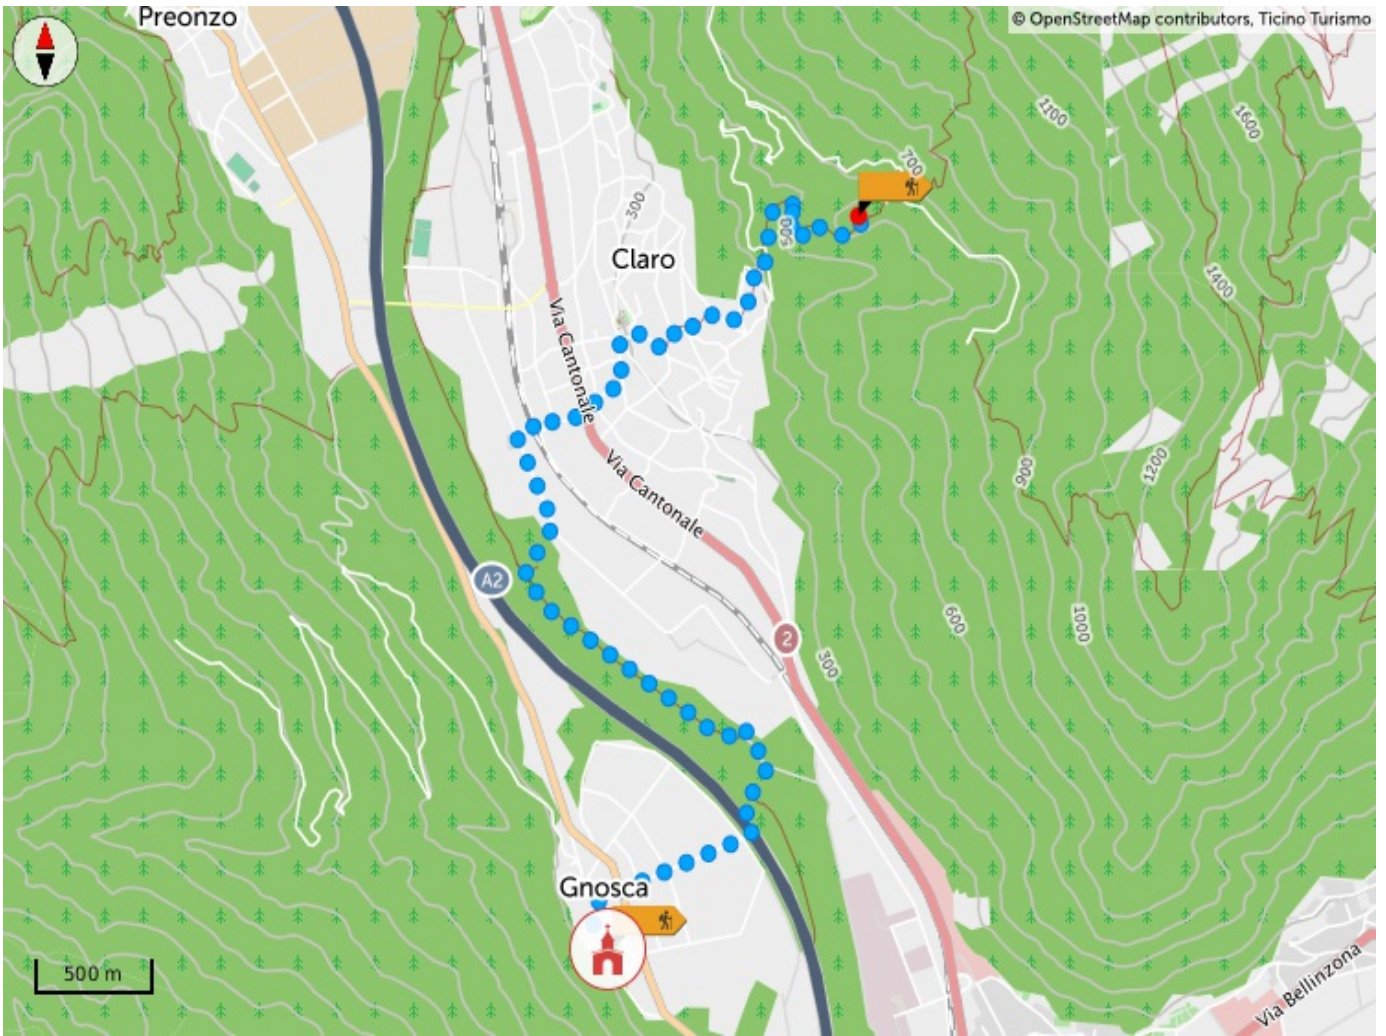 Preonzo
© OpenStreetMap contributors, Ticino Turismo
1100
1600
700
300
500
Claro
1400
Via Cantonale
Via Cantonale
900
1200
A2
600
1000
2
300
Gnosca
500 m
Via Bellinzona